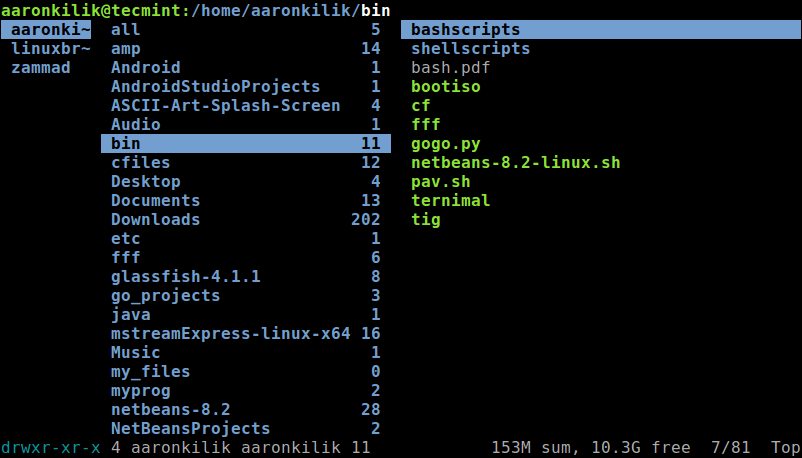 aaronkilik@tecmint:/home/aaronkilik/bin
aaronki~ all 5 bashscripts
linuxbr~ amp 14 shellscripts
zammad Android 1 bash.pdf
AndroidStudioProjects 1 bootiso
ASCII-Art-Splash-Screen 4 cf
Audio 1 fff
bin 11 gogo.py
cfiles 12 netbeans-8.2-linux.sh
Desktop 4 pav.sh
Documents 13 ternimal
Downloads 202 tig
etc 1
fff 6
glassfish-4.1.1 8
go_projects 3
java 1
mstreamExpress-linux-x64 16
Music 1
my_files 0
myprog 2
netbeans-8.2 28
NetBeansProjects 2
drwxr-xr-x 4 aaronkilik aaronkilik 11 153M sum, 10.3G free 7/81 Top